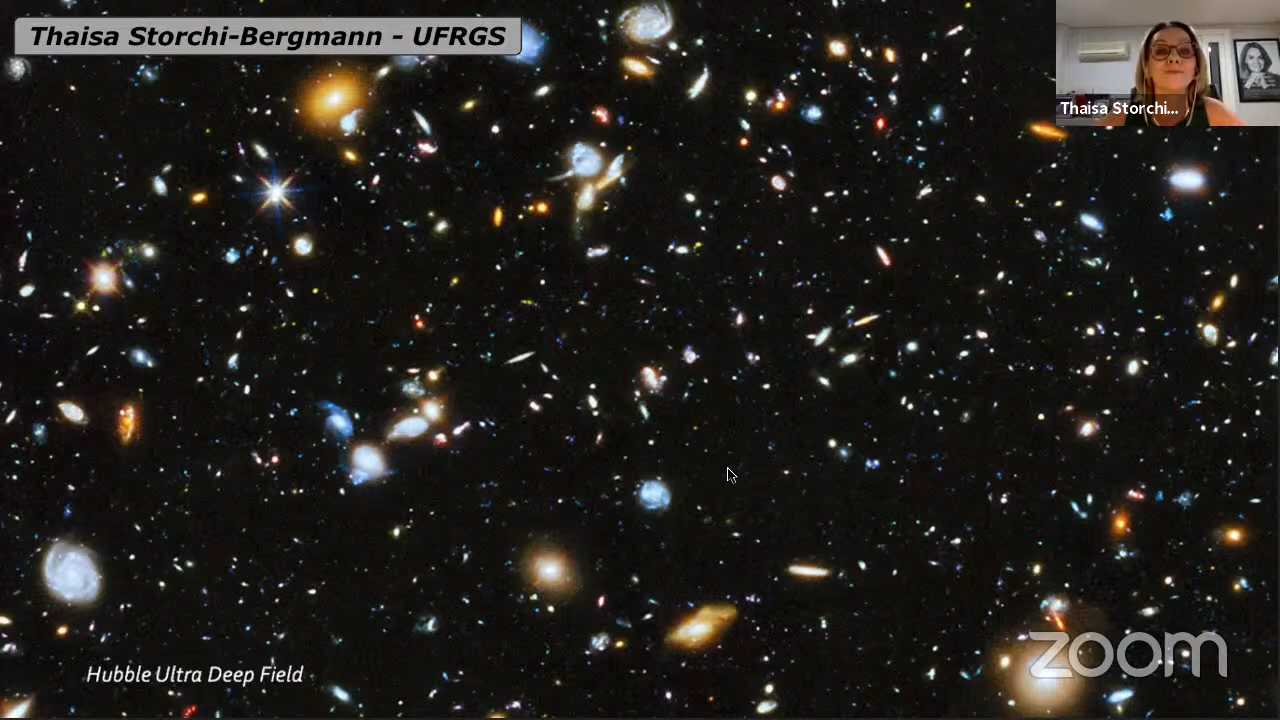 Thaisa Storchi-Bergmann - UFRGS
Thaisa Storchi...
Hubble Ultra Deep Field
zoom